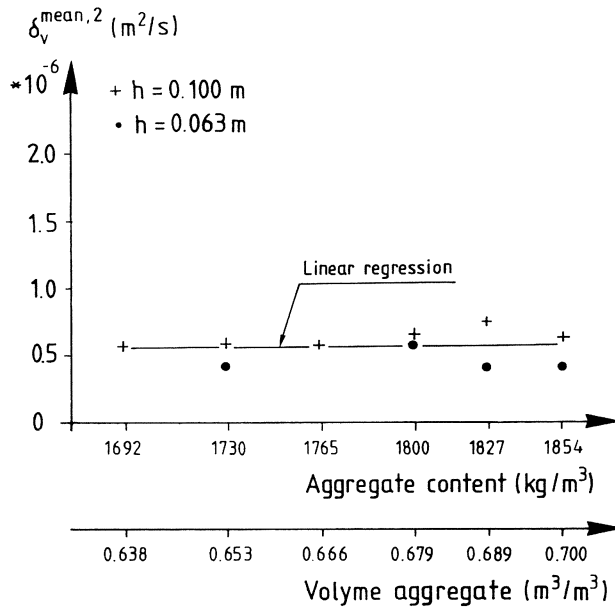 δ_v^{mean,2} (m²/s)
*10⁻⁶
+ h = 0.100 m
• h = 0.063 m
2.0
1.5
Linear regression
1.0
0.5
0
1692 1730 1765 1800 1827 1854
Aggregate content (kg/m³)
0.638 0.653 0.666 0.679 0.689 0.700
Volyme aggregate (m³/m³)